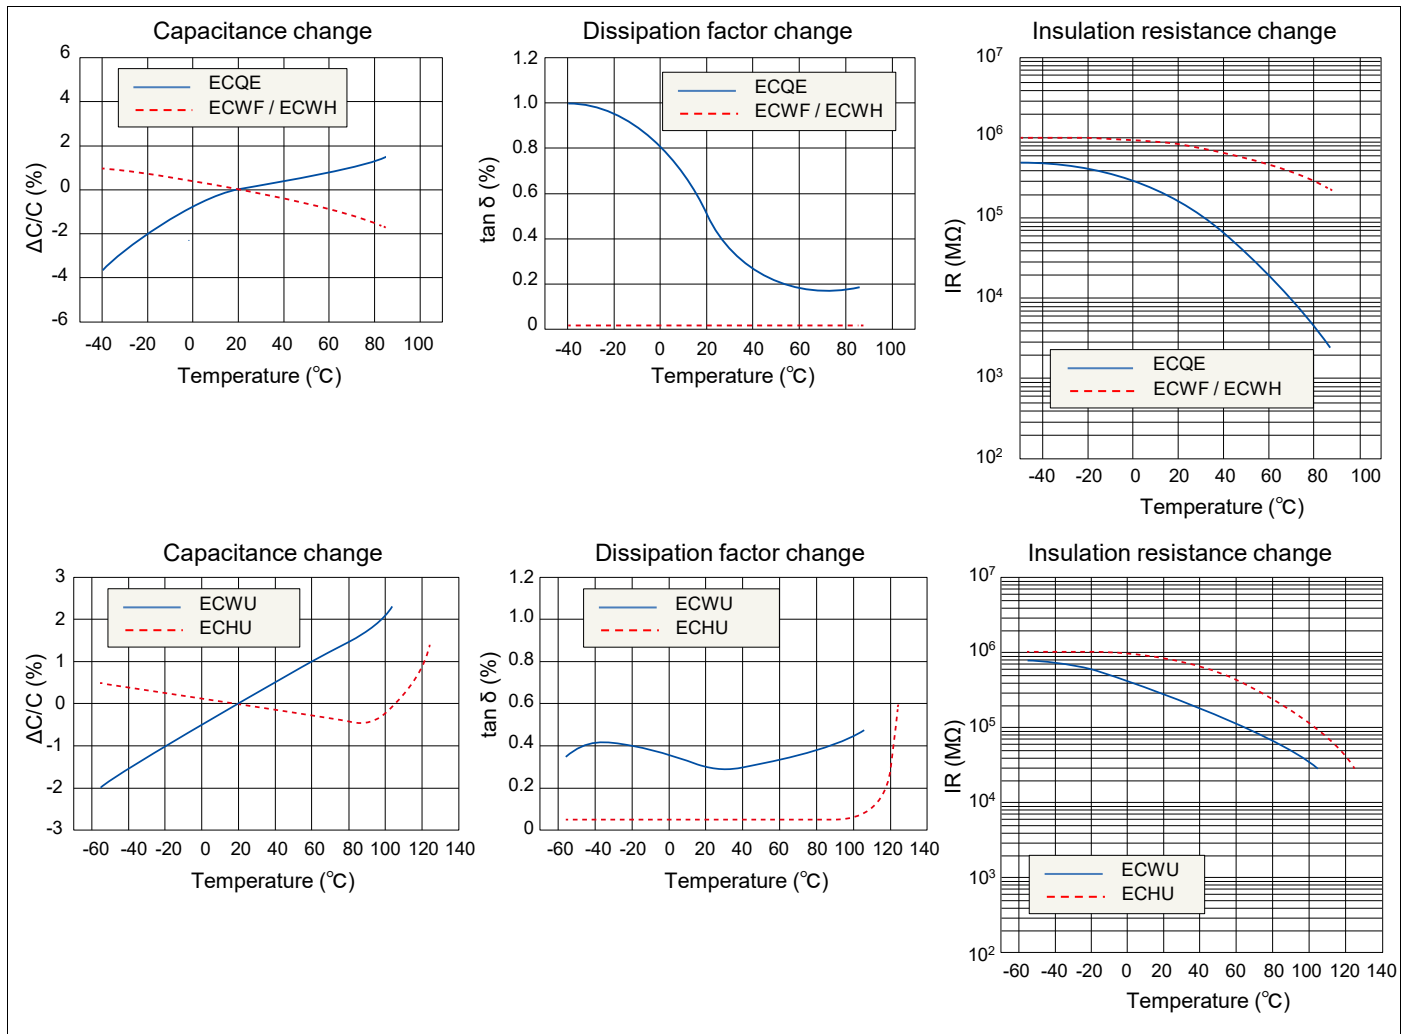 Capacitance change
6
4
2
0
-2
-4
-6
ΔC/C (%)
ECQE
ECWF / ECWH
-40 -20 0 20 40 60 80 100
Temperature (℃)
Dissipation factor change
1.2
1.0
0.8
0.6
0.4
0.2
0
tan δ (%)
ECQE
ECWF / ECWH
-40 -20 0 20 40 60 80 100
Temperature (℃)
Insulation resistance change
10⁷
10⁶
10⁵
10⁴
10³
10²
IR (MΩ)
ECQE
ECWF / ECWH
-40 -20 0 20 40 60 80 100
Temperature (℃)
Capacitance change
3
2
1
0
-1
-2
-3
ΔC/C (%)
ECWU
ECHU
-60 -40 -20 0 20 40 60 80 100 120 140
Temperature (℃)
Dissipation factor change
1.2
1.0
0.8
0.6
0.4
0.2
0
tan δ (%)
ECWU
ECHU
-60 -40 -20 0 20 40 60 80 100 120 140
Temperature (℃)
Insulation resistance change
10⁷
10⁶
10⁵
10⁴
10³
10²
IR (MΩ)
ECWU
ECHU
-60 -40 -20 0 20 40 60 80 100 120 140
Temperature (℃)